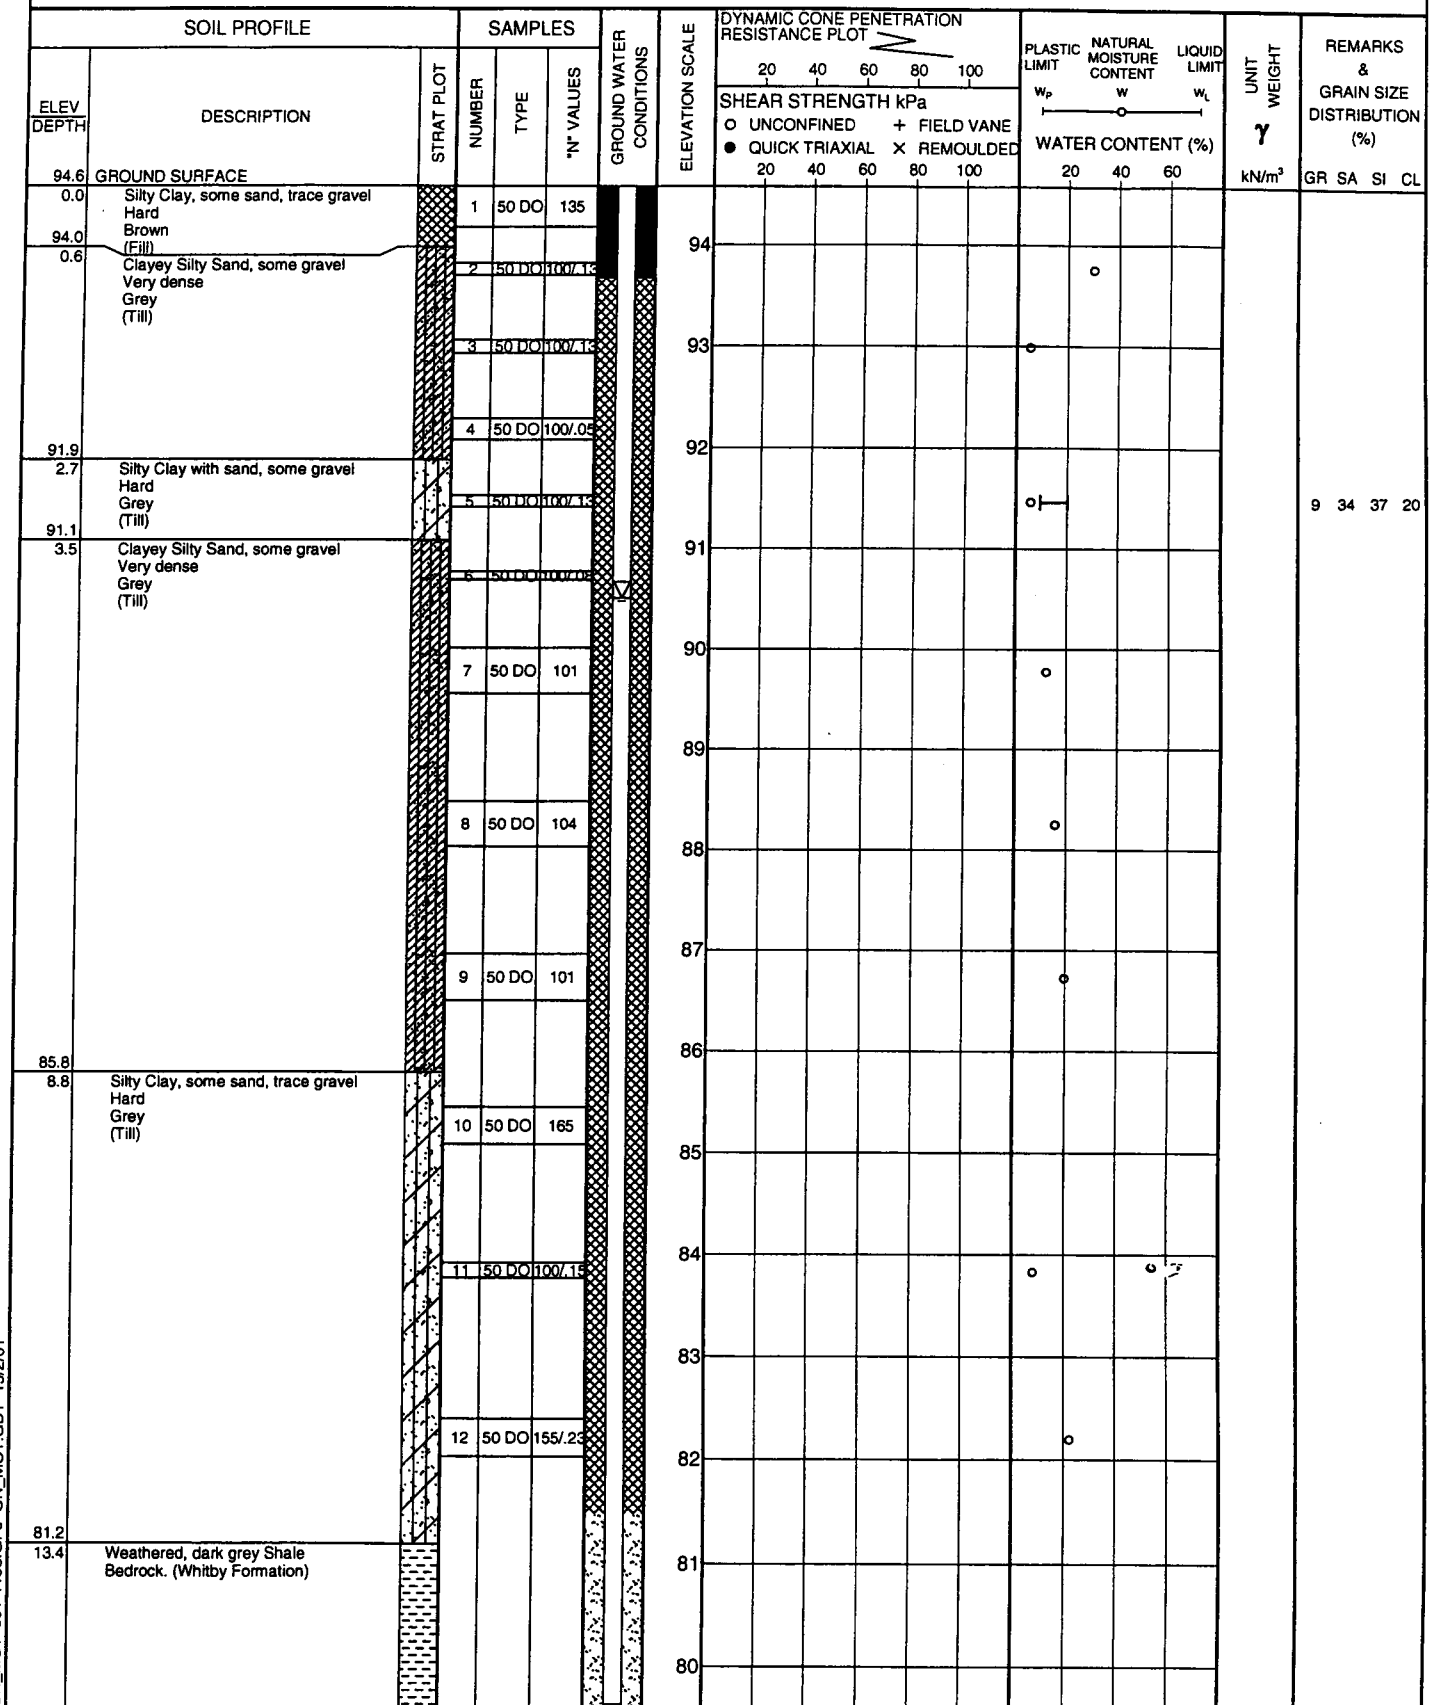 SOIL PROFILE
SAMPLES
GROUND WATER CONDITIONS
ELEVATION SCALE
DYNAMIC CONE PENETRATION
RESISTANCE PLOT
20 40 60 80 100
SHEAR STRENGTH kPa
O UNCONFINED + FIELD VANE
● QUICK TRIAXIAL X REMOULDED
20 40 60 80 100
PLASTIC LIMIT
NATURAL MOISTURE CONTENT
LIQUID LIMIT
WP W WL
WATER CONTENT (%)
20 40 60
UNIT WEIGHT
γ
kN/m³
REMARKS
&
GRAIN SIZE
DISTRIBUTION
(%)
GR SA SI CL
ELEV
DEPTH
DESCRIPTION
STRAT PLOT
NUMBER
TYPE
"N" VALUES
94.6 GROUND SURFACE
0.0 Silty Clay, some sand, trace gravel
Hard
Brown
(Fill)
1 50 DO 135
94.0
94
0.6 Clayey Silty Sand, some gravel
Very dense
Grey
(Till)
2 50 DO 100/.13
3 50 DO 100/.13
93
4 50 DO 100/.05
92
91.9
2.7 Silty Clay with sand, some gravel
Hard
Grey
(Till)
5 50 DO 100/.13
9 34 37 20
91.1
91
3.5 Clayey Silty Sand, some gravel
Very dense
Grey
(Till)
6 50 DO
90
7 50 DO 101
89
8 50 DO 104
88
87
9 50 DO 101
86
85.8
8.8 Silty Clay, some sand, trace gravel
Hard
Grey
(Till)
10 50 DO 165
85
84
11 50 DO 100/.15
83
12 50 DO 155/.23
82
81.2
13.4 Weathered, dark grey Shale
Bedrock. (Whitby Formation)
81
80